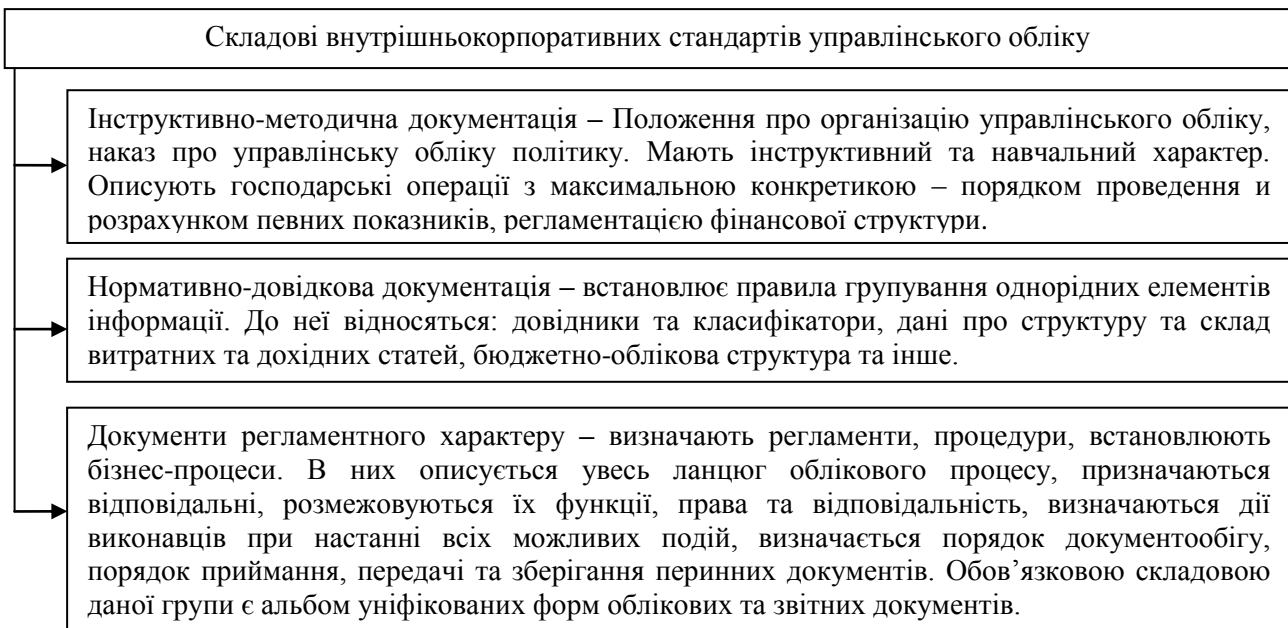 Складові внутрішньокорпоративних стандартів управлінського обліку
Інструктивно-методична документація – Положення про організацію управлінського обліку,
наказ про управлінську обліку політику. Мають інструктивний та навчальний характер.
Описують господарські операції з максимальною конкретикою – порядком проведення и
розрахунком певних показників, регламентацією фінансової структури.
Нормативно-довідкова документація – встановлює правила групування однорідних елементів
інформації. До неї відносяться: довідники та класифікатори, дані про структуру та склад
витратних та дохідних статей, бюджетно-облікова структура та інше.
Документи регламентного характеру – визначають регламенти, процедури, встановлюють
бізнес-процеси. В них описується увесь ланцюг облікового процесу, призначаються
відповідальні, розмежовуються їх функції, права та відповідальність, визначаються дії
виконавців при настанні всіх можливих подій, визначається порядок документообігу,
порядок приймання, передачі та зберігання перинних документів. Обов’язковою складовою
даної групи є альбом уніфікованих форм облікових та звітних документів.